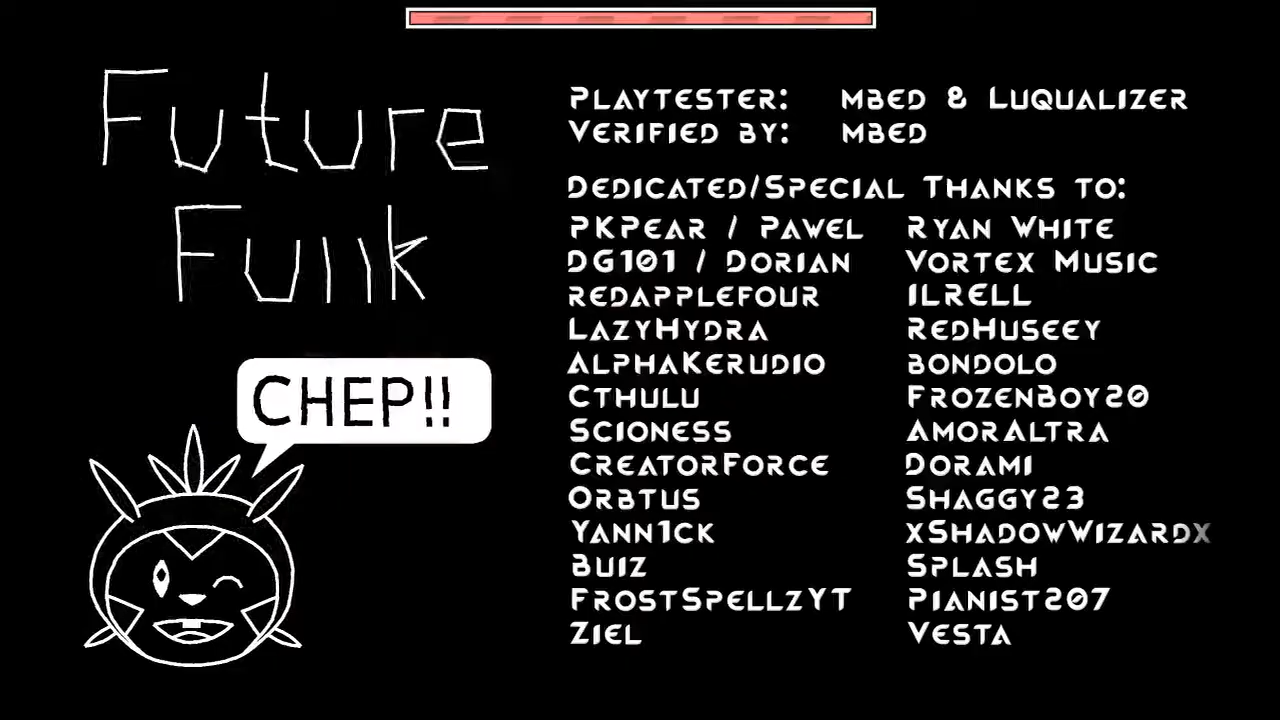 Future
Funk
CHEP!!
Playtester: mbed & Luqualizer
Verified by: mbed
Dedicated/Special Thanks to:
PKPear / Pawel Ryan White
DG101 / Dorian Vortex Music
redapplefour ILRELL
LazyHydra RedHuseey
AlphaKerudio bondolo
Cthulu FrozenBoy20
Scioness AmorAltra
CreatorForce Dorami
Orbtus Shaggy23
Yann1ck xShadowWizardx
Buiz Splash
FrostSpellzYT Pianist207
Ziel Vesta